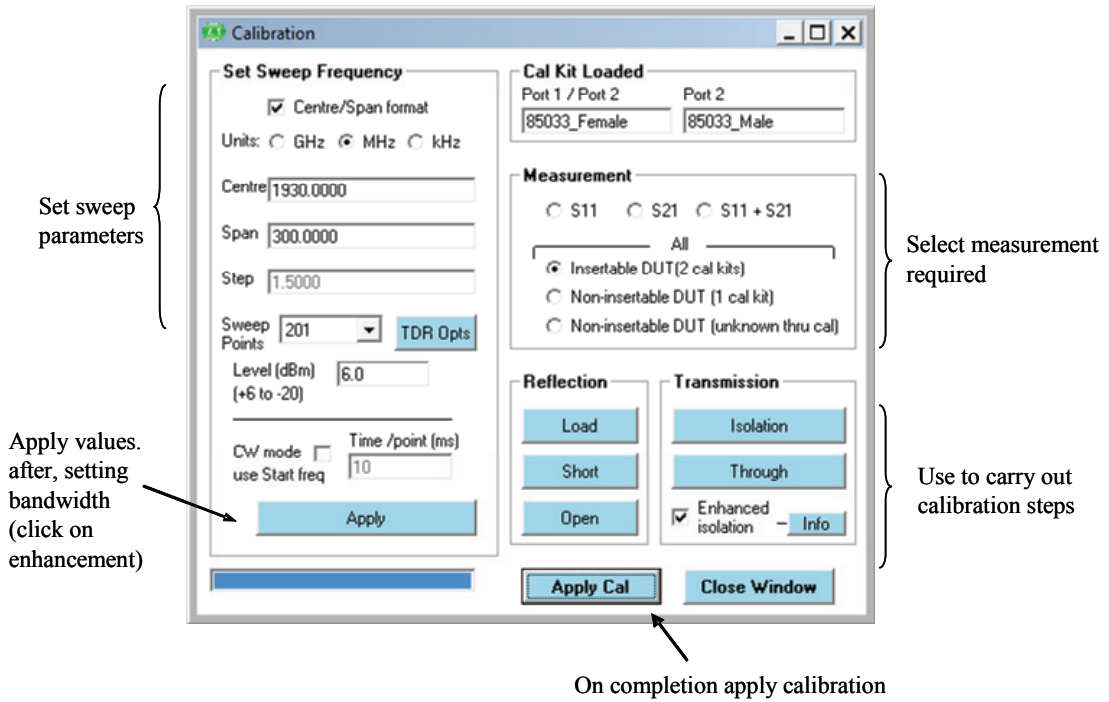 Calibration
Set Sweep Frequency
Centre/Span format
Units: GHz MHz kHz
Centre 1930.0000
Span 300.0000
Step 1.5000
Sweep
Points
201
TDR Opts
Level (dBm)
(+6 to -20)
6.0
CW mode
use Start freq
Time /point (ms)
10
Apply
Cal Kit Loaded
Port 1 / Port 2 Port 2
85033_Female 85033_Male
Measurement
S11 S21 S11 + S21
All
Insertable DUT(2 cal kits)
Non-insertable DUT (1 cal kit)
Non-insertable DUT (unknown thru cal)
Reflection
Load
Short
Open
Transmission
Isolation
Through
Enhanced
isolation
Info
Apply Cal
Close Window
Set sweep
parameters
Apply values.
after, setting
bandwidth
(click on
enhancement)
Select measurement
required
Use to carry out
calibration steps
On completion apply calibration